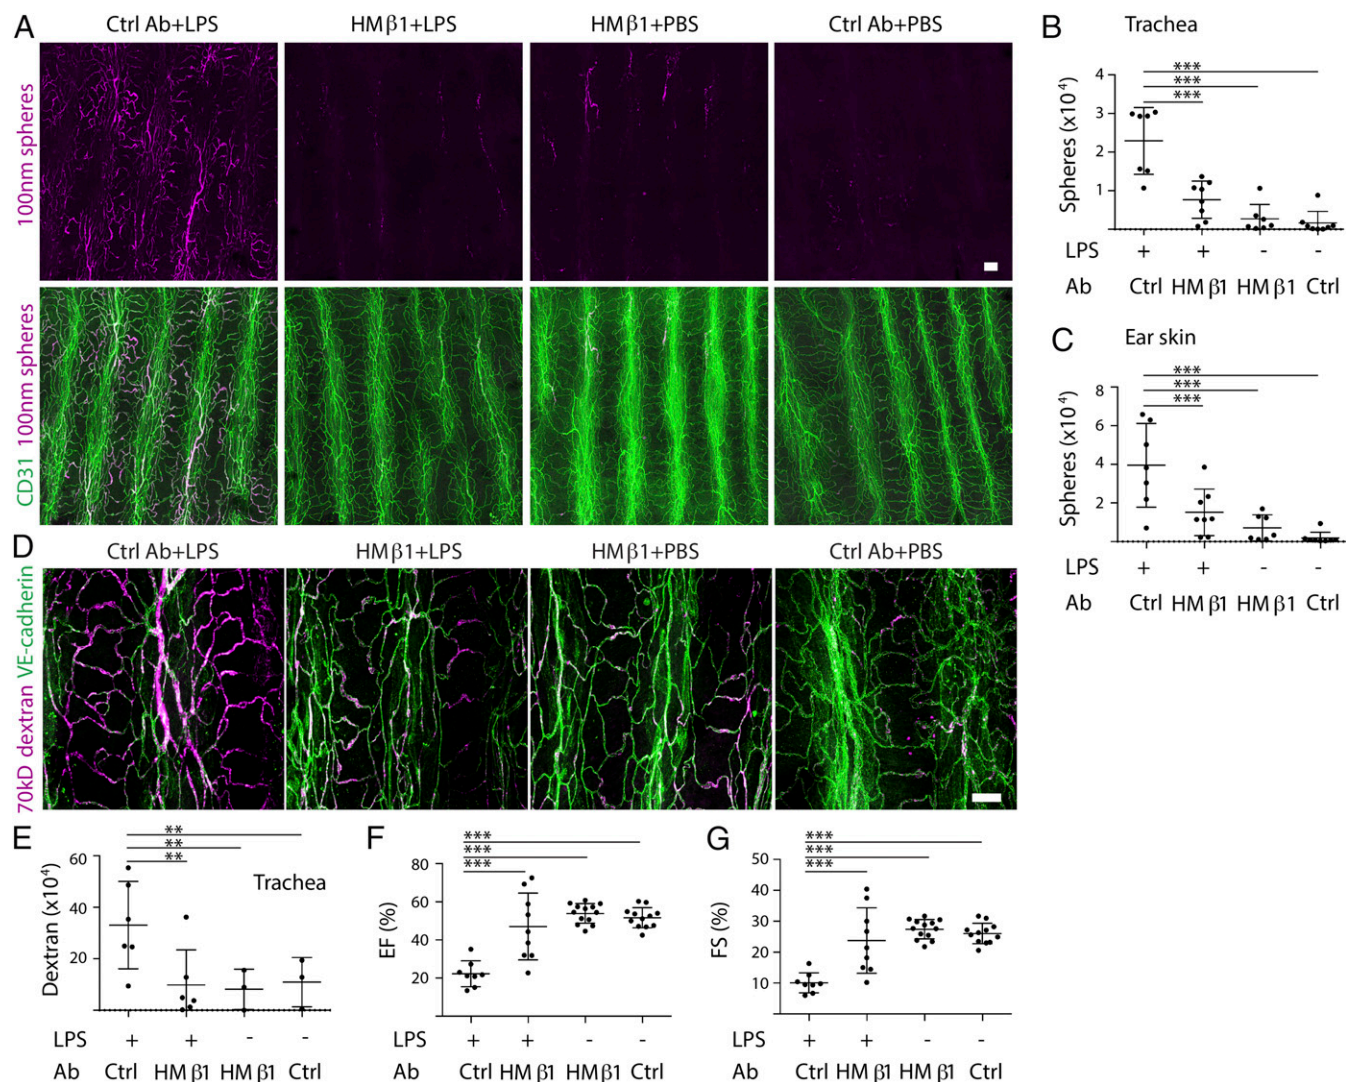 A
Ctrl Ab+LPS HMβ1+LPS HMβ1+PBS Ctrl Ab+PBS
100nm spheres
CD31 100nm spheres
B Trachea
***
***
***
Spheres (x10⁴)
4
3
2
1
LPS + + - -
Ab Ctrl HMβ1 HMβ1 Ctrl
C Ear skin
***
***
***
Spheres (x10⁴)
8
6
4
2
LPS + + - -
Ab Ctrl HMβ1 HMβ1 Ctrl
D
Ctrl Ab+LPS HMβ1+LPS HMβ1+PBS Ctrl Ab+PBS
70kD dextran VE-cadherin
E
**
**
**
Trachea
Dextran (x10⁴)
60
40
20
LPS + + - -
Ab Ctrl HMβ1 HMβ1 Ctrl
F
***
***
***
EF (%)
80
60
40
20
LPS + + - -
Ab Ctrl HMβ1 HMβ1 Ctrl
G
***
***
***
FS (%)
50
40
30
20
10
LPS + + - -
Ab Ctrl HMβ1 HMβ1 Ctrl